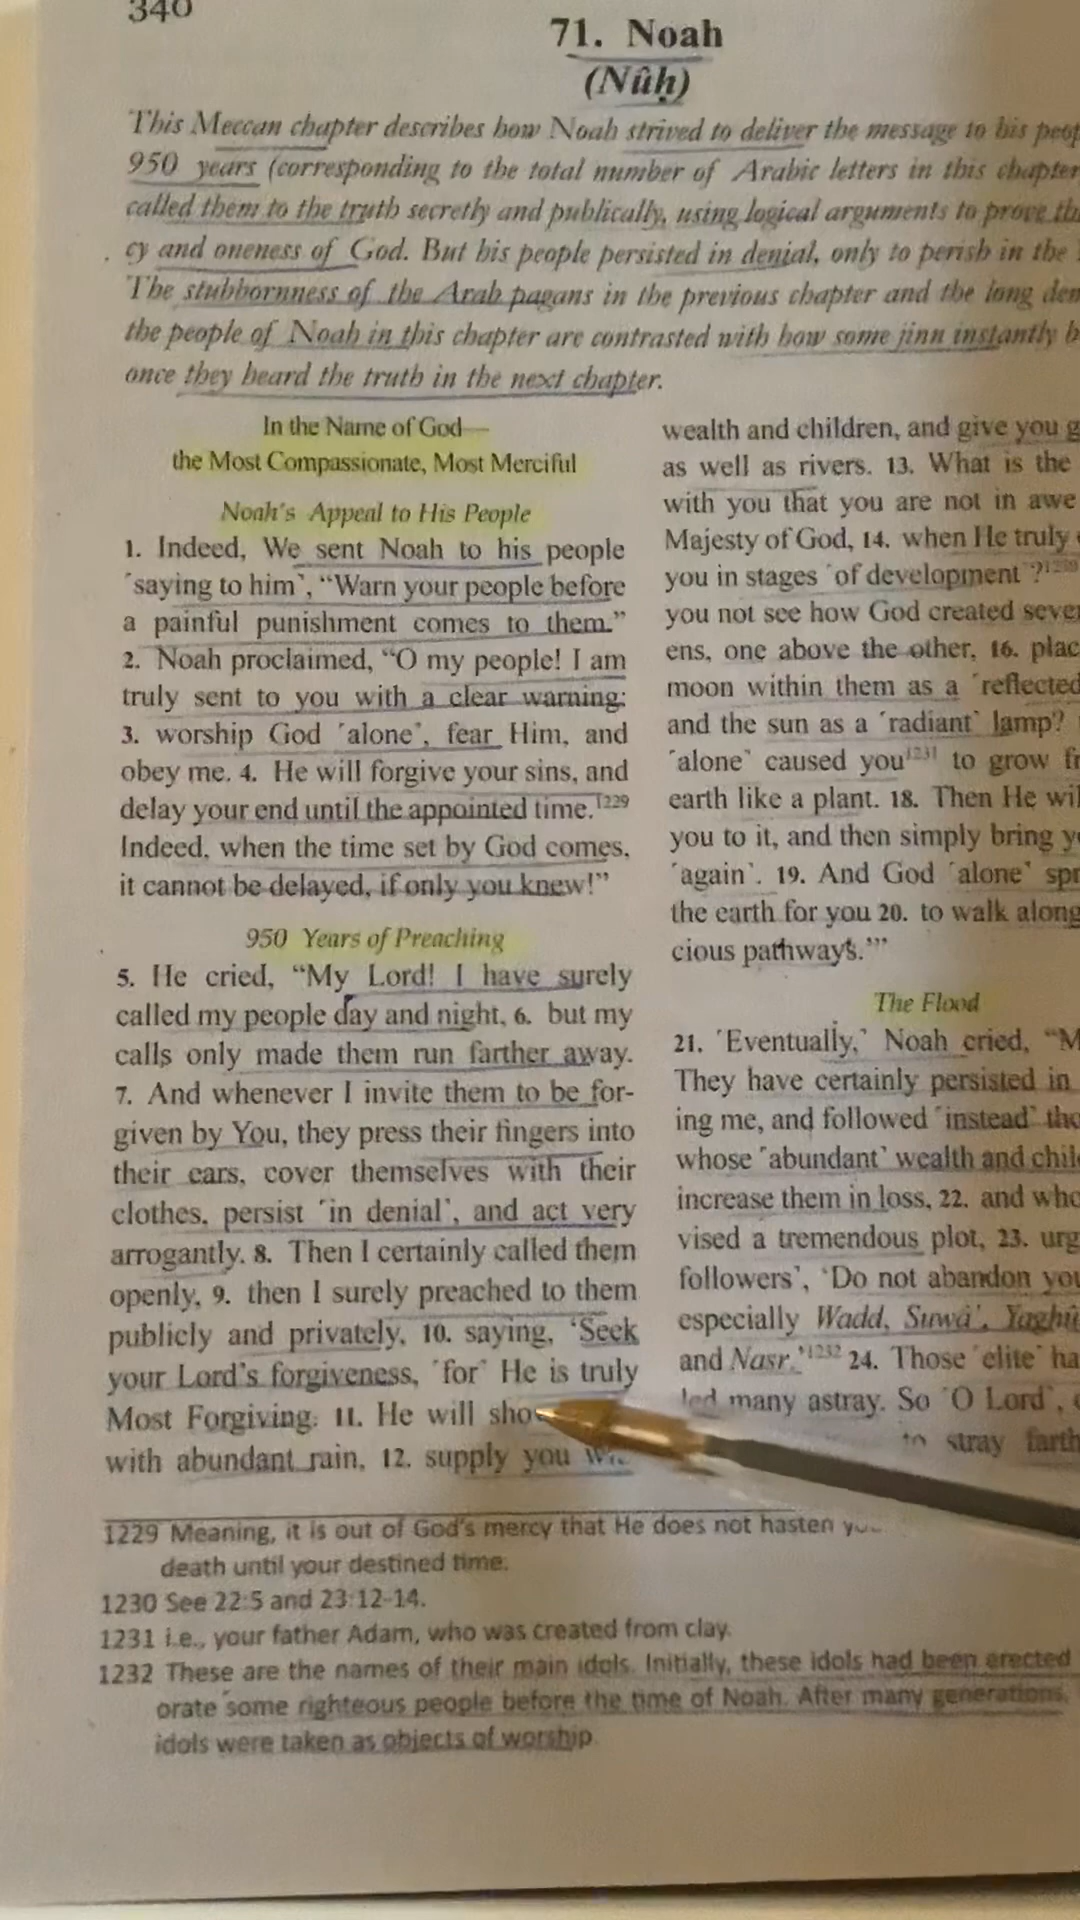 340
71. Noah
(Nûḥ)
This Meccan chapter describes how Noah strived to deliver the message to his
950 years (corresponding to the total number of Arabic letters in this chapter
called them to the truth secretly and publically, using logical arguments to prove
cy and oneness of God. But his people persisted in denial, only to perish in the
The stubbornness of the Arab pagans in the previous chapter and the long
the people of Noah in this chapter are contrasted with how some jinn instantly
once they heard the truth in the next chapter.
In the Name of God—
the Most Compassionate, Most Merciful
Noah's Appeal to His People
1. Indeed, We sent Noah to his people
˹saying to him˺, “Warn your people before
a painful punishment comes to them.”
2. Noah proclaimed, “O my people! I am
truly sent to you with a clear warning:
3. worship God ˹alone˺, fear Him, and
obey me. 4. He will forgive your sins, and
delay your end until the appointed time.1229
Indeed, when the time set by God comes,
it cannot be delayed, if only you knew!”
950 Years of Preaching
5. He cried, “My Lord! I have surely
called my people day and night, 6. but my
calls only made them run farther away.
7. And whenever I invite them to be for-
given by You, they press their fingers into
their ears, cover themselves with their
clothes, persist ˹in denial˺, and act very
arrogantly. 8. Then I certainly called them
openly, 9. then I surely preached to them
publicly and privately, 10. saying, ‘Seek
your Lord's forgiveness, ˹for˺ He is truly
Most Forgiving. 11. He will
with abundant rain, 12. supply you
wealth and children, and give you
as well as rivers. 13. What is the
with you that you are not in awe
Majesty of God, 14. when He truly
you in stages ˹of development˺?1230
you not see how God created
ens, one above the other, 16.
moon within them as a ˹reflected
and the sun as a ˹radiant˺ lamp?
˹alone˺ caused you1231 to grow
earth like a plant. 18. Then He
you to it, and then simply bring
˹again˺. 19. And God ˹alone˺
the earth for you 20. to walk along
cious pathways.’”
The Flood
21. ˹Eventually,˺ Noah cried,
They have certainly persisted in
ing me, and followed ˹instead˺
whose ˹abundant˺ wealth and
increase them in loss, 22. and
vised a tremendous plot, 23.
followers˺, ‘Do not abandon
especially Wadd, Suwâ’,
and Nasr.’1232 24. Those ˹elite˺
led many astray. So ˹O Lord˺,
to stray
1229 Meaning, it is out of God's mercy that He does not hasten
death until your destined time.
1230 See 22:5 and 23:12-14.
1231 i.e., your father Adam, who was created from clay.
1232 These are the names of their main idols. Initially, these idols had been erected
orate some righteous people before the time of Noah. After many generations,
idols were taken as objects of worship.